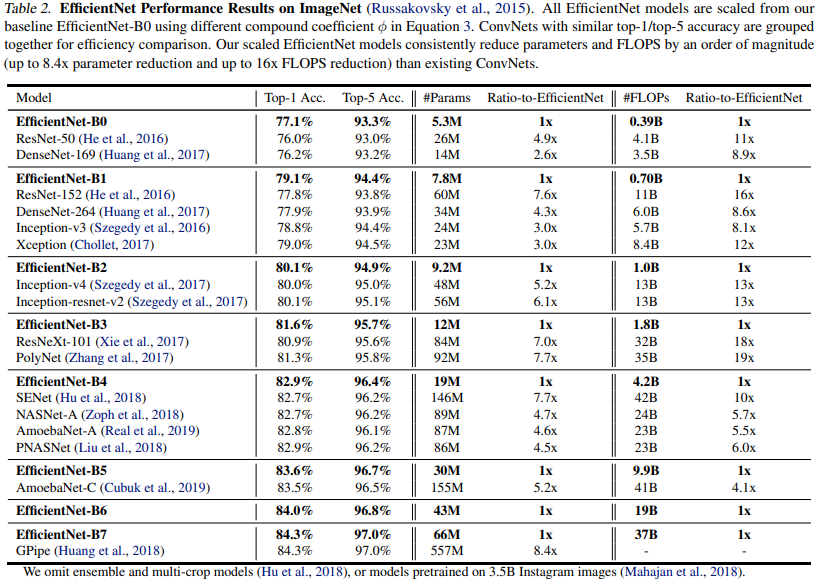 Table 2. EfficientNet Performance Results on ImageNet (Russakovsky et al., 2015). All EfficientNet models are scaled from our
baseline EfficientNet-B0 using different compound coefficient ϕ in Equation 3. ConvNets with similar top-1/top-5 accuracy are grouped
together for efficiency comparison. Our scaled EfficientNet models consistently reduce parameters and FLOPS by an order of magnitude
(up to 8.4x parameter reduction and up to 16x FLOPS reduction) than existing ConvNets.
Model Top-1 Acc. Top-5 Acc. #Params Ratio-to-EfficientNet #FLOPs Ratio-to-EfficientNet
EfficientNet-B0 77.1% 93.3% 5.3M 1x 0.39B 1x
ResNet-50 (He et al., 2016) 76.0% 93.0% 26M 4.9x 4.1B 11x
DenseNet-169 (Huang et al., 2017) 76.2% 93.2% 14M 2.6x 3.5B 8.9x
EfficientNet-B1 79.1% 94.4% 7.8M 1x 0.70B 1x
ResNet-152 (He et al., 2016) 77.8% 93.8% 60M 7.6x 11B 16x
DenseNet-264 (Huang et al., 2017) 77.9% 93.9% 34M 4.3x 6.0B 8.6x
Inception-v3 (Szegedy et al., 2016) 78.8% 94.4% 24M 3.0x 5.7B 8.1x
Xception (Chollet, 2017) 79.0% 94.5% 23M 3.0x 8.4B 12x
EfficientNet-B2 80.1% 94.9% 9.2M 1x 1.0B 1x
Inception-v4 (Szegedy et al., 2017) 80.0% 95.0% 48M 5.2x 13B 13x
Inception-resnet-v2 (Szegedy et al., 2017) 80.1% 95.1% 56M 6.1x 13B 13x
EfficientNet-B3 81.6% 95.7% 12M 1x 1.8B 1x
ResNeXt-101 (Xie et al., 2017) 80.9% 95.6% 84M 7.0x 32B 18x
PolyNet (Zhang et al., 2017) 81.3% 95.8% 92M 7.7x 35B 19x
EfficientNet-B4 82.9% 96.4% 19M 1x 4.2B 1x
SENet (Hu et al., 2018) 82.7% 96.2% 146M 7.7x 42B 10x
NASNet-A (Zoph et al., 2018) 82.7% 96.2% 89M 4.7x 24B 5.7x
AmoebaNet-A (Real et al., 2019) 82.8% 96.1% 87M 4.6x 23B 5.5x
PNASNet (Liu et al., 2018) 82.9% 96.2% 86M 4.5x 23B 6.0x
EfficientNet-B5 83.6% 96.7% 30M 1x 9.9B 1x
AmoebaNet-C (Cubuk et al., 2019) 83.5% 96.5% 155M 5.2x 41B 4.1x
EfficientNet-B6 84.0% 96.8% 43M 1x 19B 1x
EfficientNet-B7 84.3% 97.0% 66M 1x 37B 1x
GPipe (Huang et al., 2018) 84.3% 97.0% 557M 8.4x - -
We omit ensemble and multi-crop models (Hu et al., 2018), or models pretrained on 3.5B Instagram images (Mahajan et al., 2018).